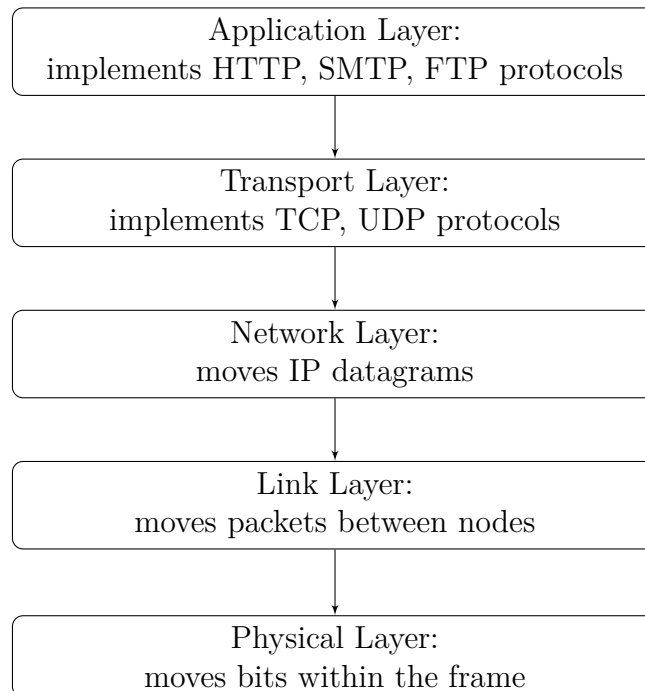 Application Layer:
implements HTTP, SMTP, FTP protocols
Transport Layer:
implements TCP, UDP protocols
Network Layer:
moves IP datagrams
Link Layer:
moves packets between nodes
Physical Layer:
moves bits within the frame